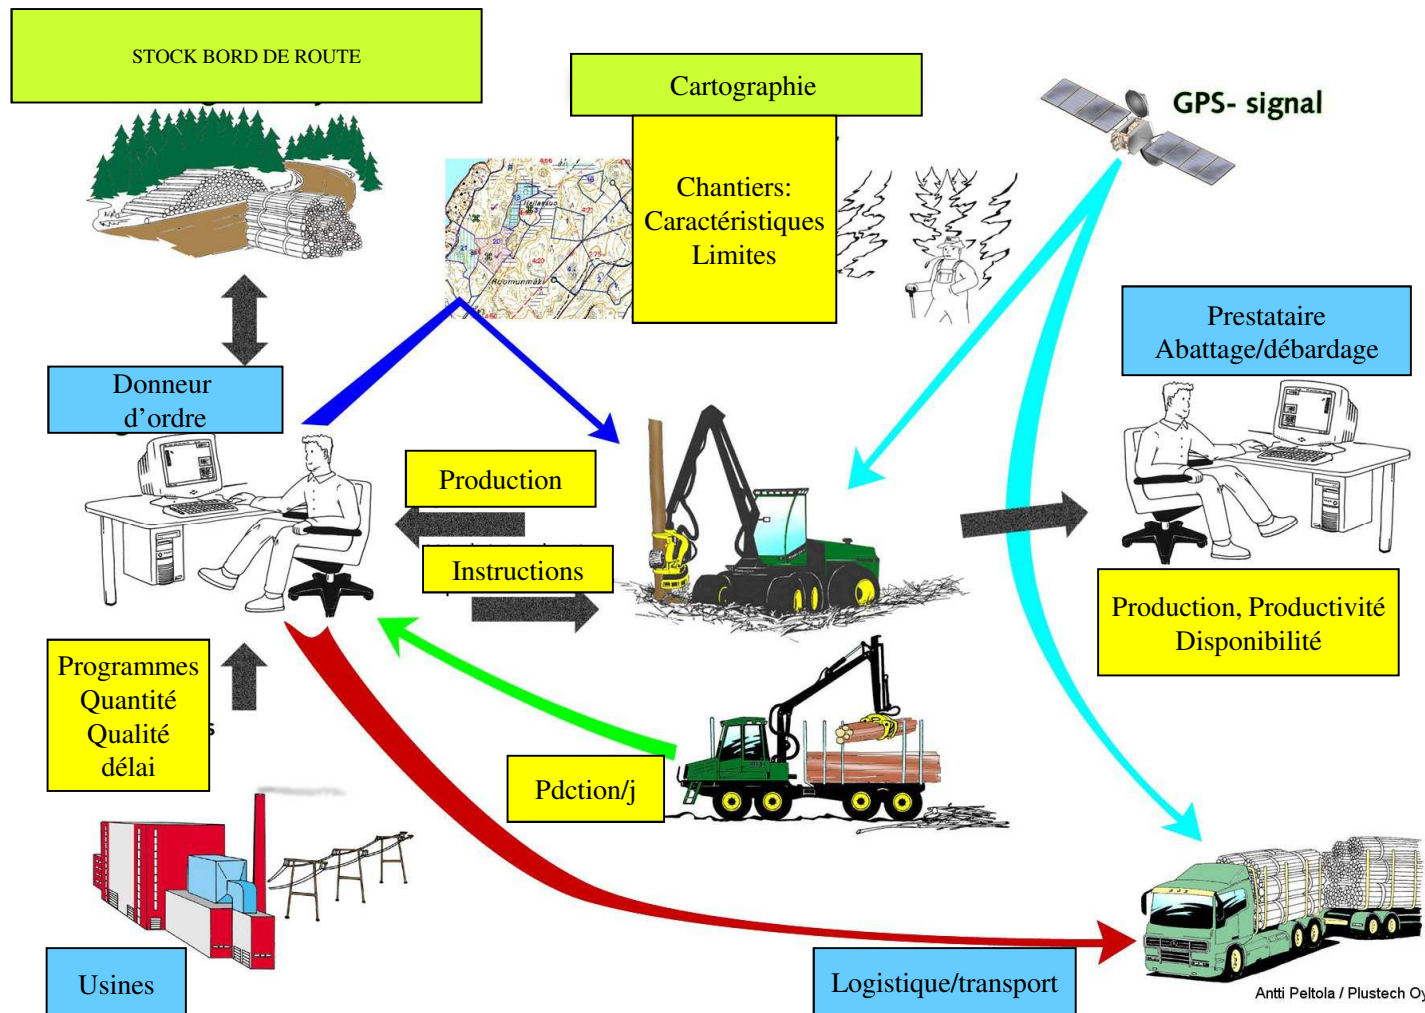 STOCK BORD DE ROUTE
Cartographie
GPS- signal
Chantiers:
Caractéristiques
Limites
Prestataire
Abattage/débardage
Donneur
d’ordre
Production
Instructions
Production, Productivité
Disponibilité
Programmes
Quantité
Qualité
délai
Pdction/j
Usines
Logistique/transport
Antti Peltola / Plustech Oy